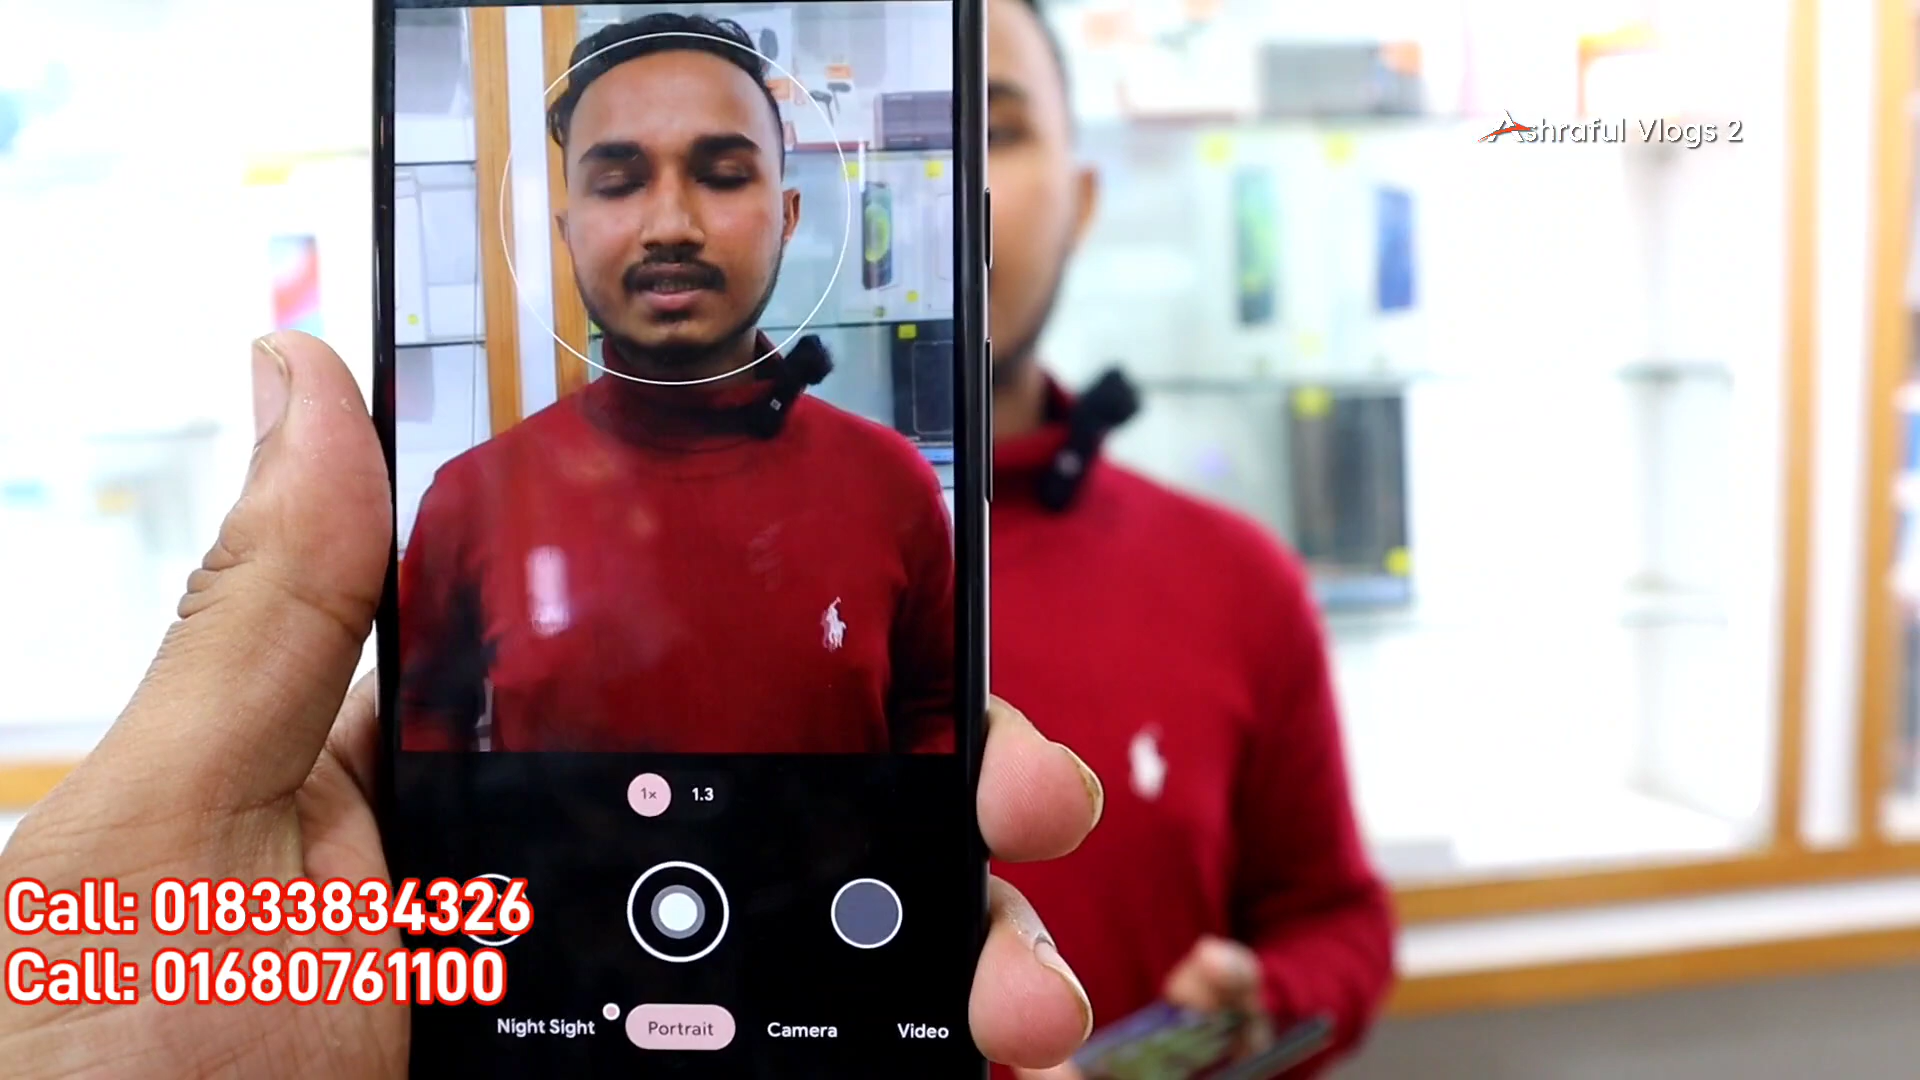 Ashraful Vlogs 2
1× 1.3
Call: 01833834326
Call: 01680761100
Night Sight Portrait Camera Video